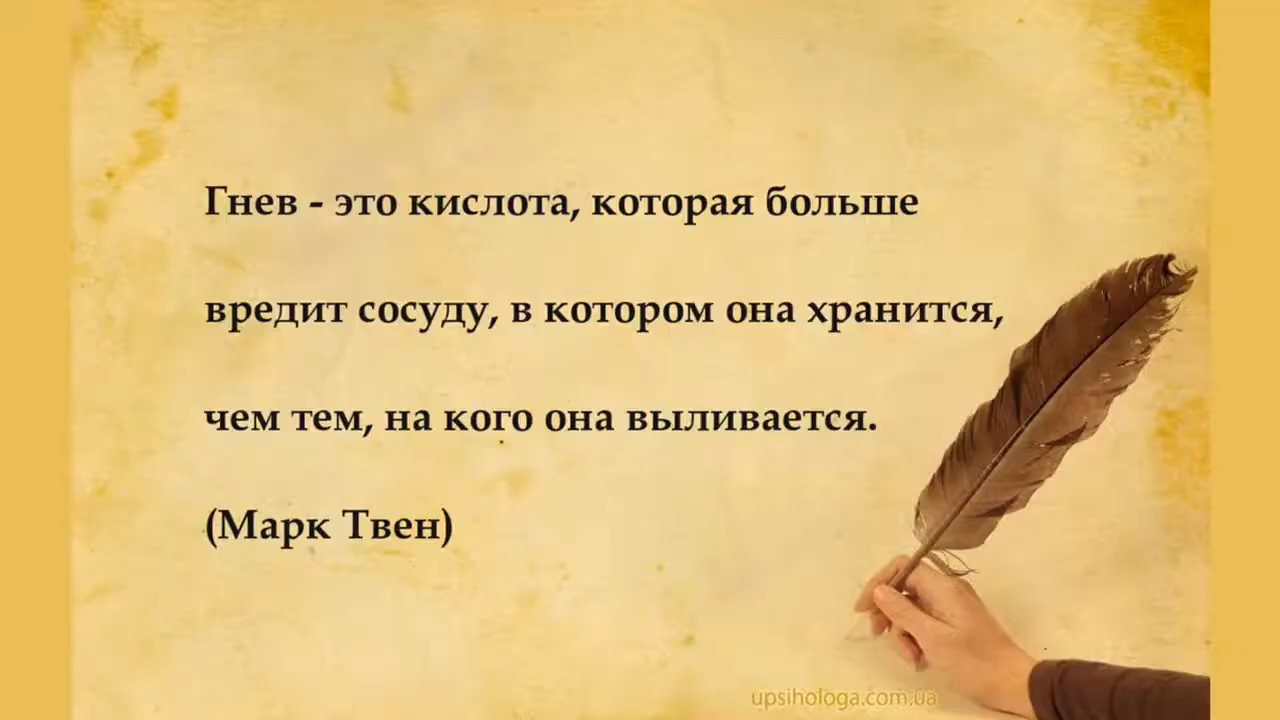 Гнев - это кислота, которая больше
вредит сосуду, в котором она хранится,
чем тем, на кого она выливается.
(Марк Твен)
upsihologa.com.ua